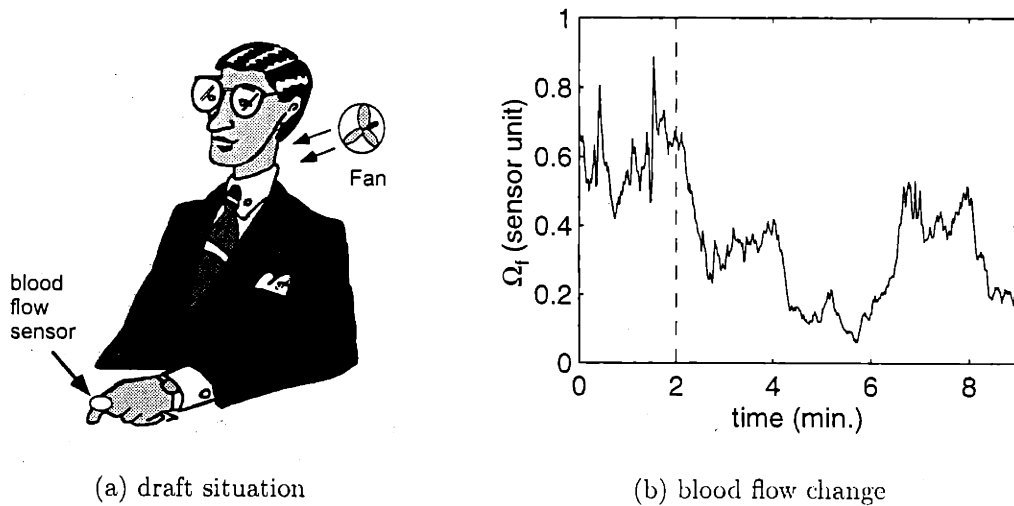 Fan
blood
flow
sensor
(a) draft situation
1
0.8
0.6
0.4
0.2
0
Ω_f (sensor unit)
0 2 4 6 8
time (min.)
(b) blood flow change